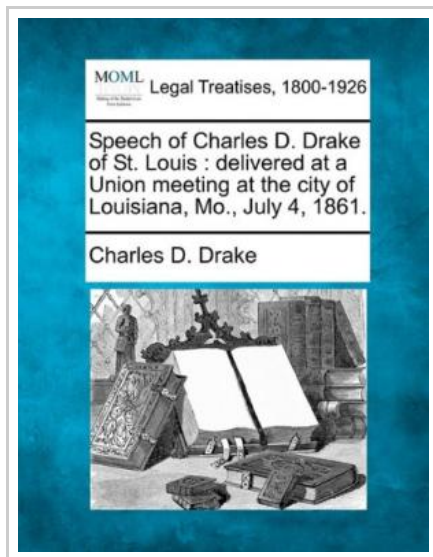 MOML
Legal Treatises, 1800-1926
Speech of Charles D. Drake
of St. Louis : delivered at a
Union meeting at the city of
Louisiana, Mo., July 4, 1861.
Charles D. Drake